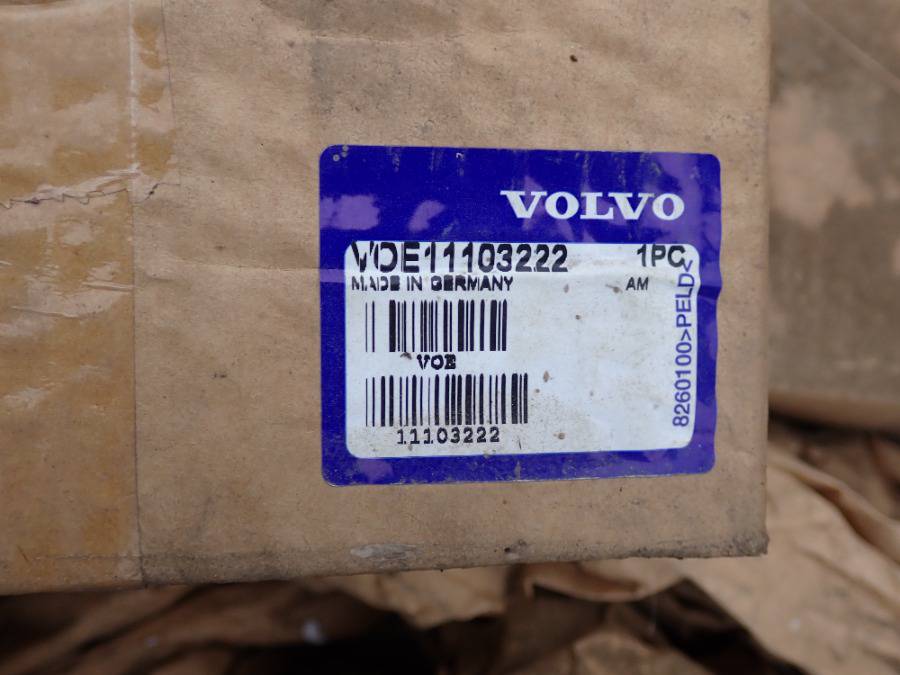 VOLVO
VOE11103222 1PC
MADE IN GERMANY AM
VOE
11103222
8260100>PELD<